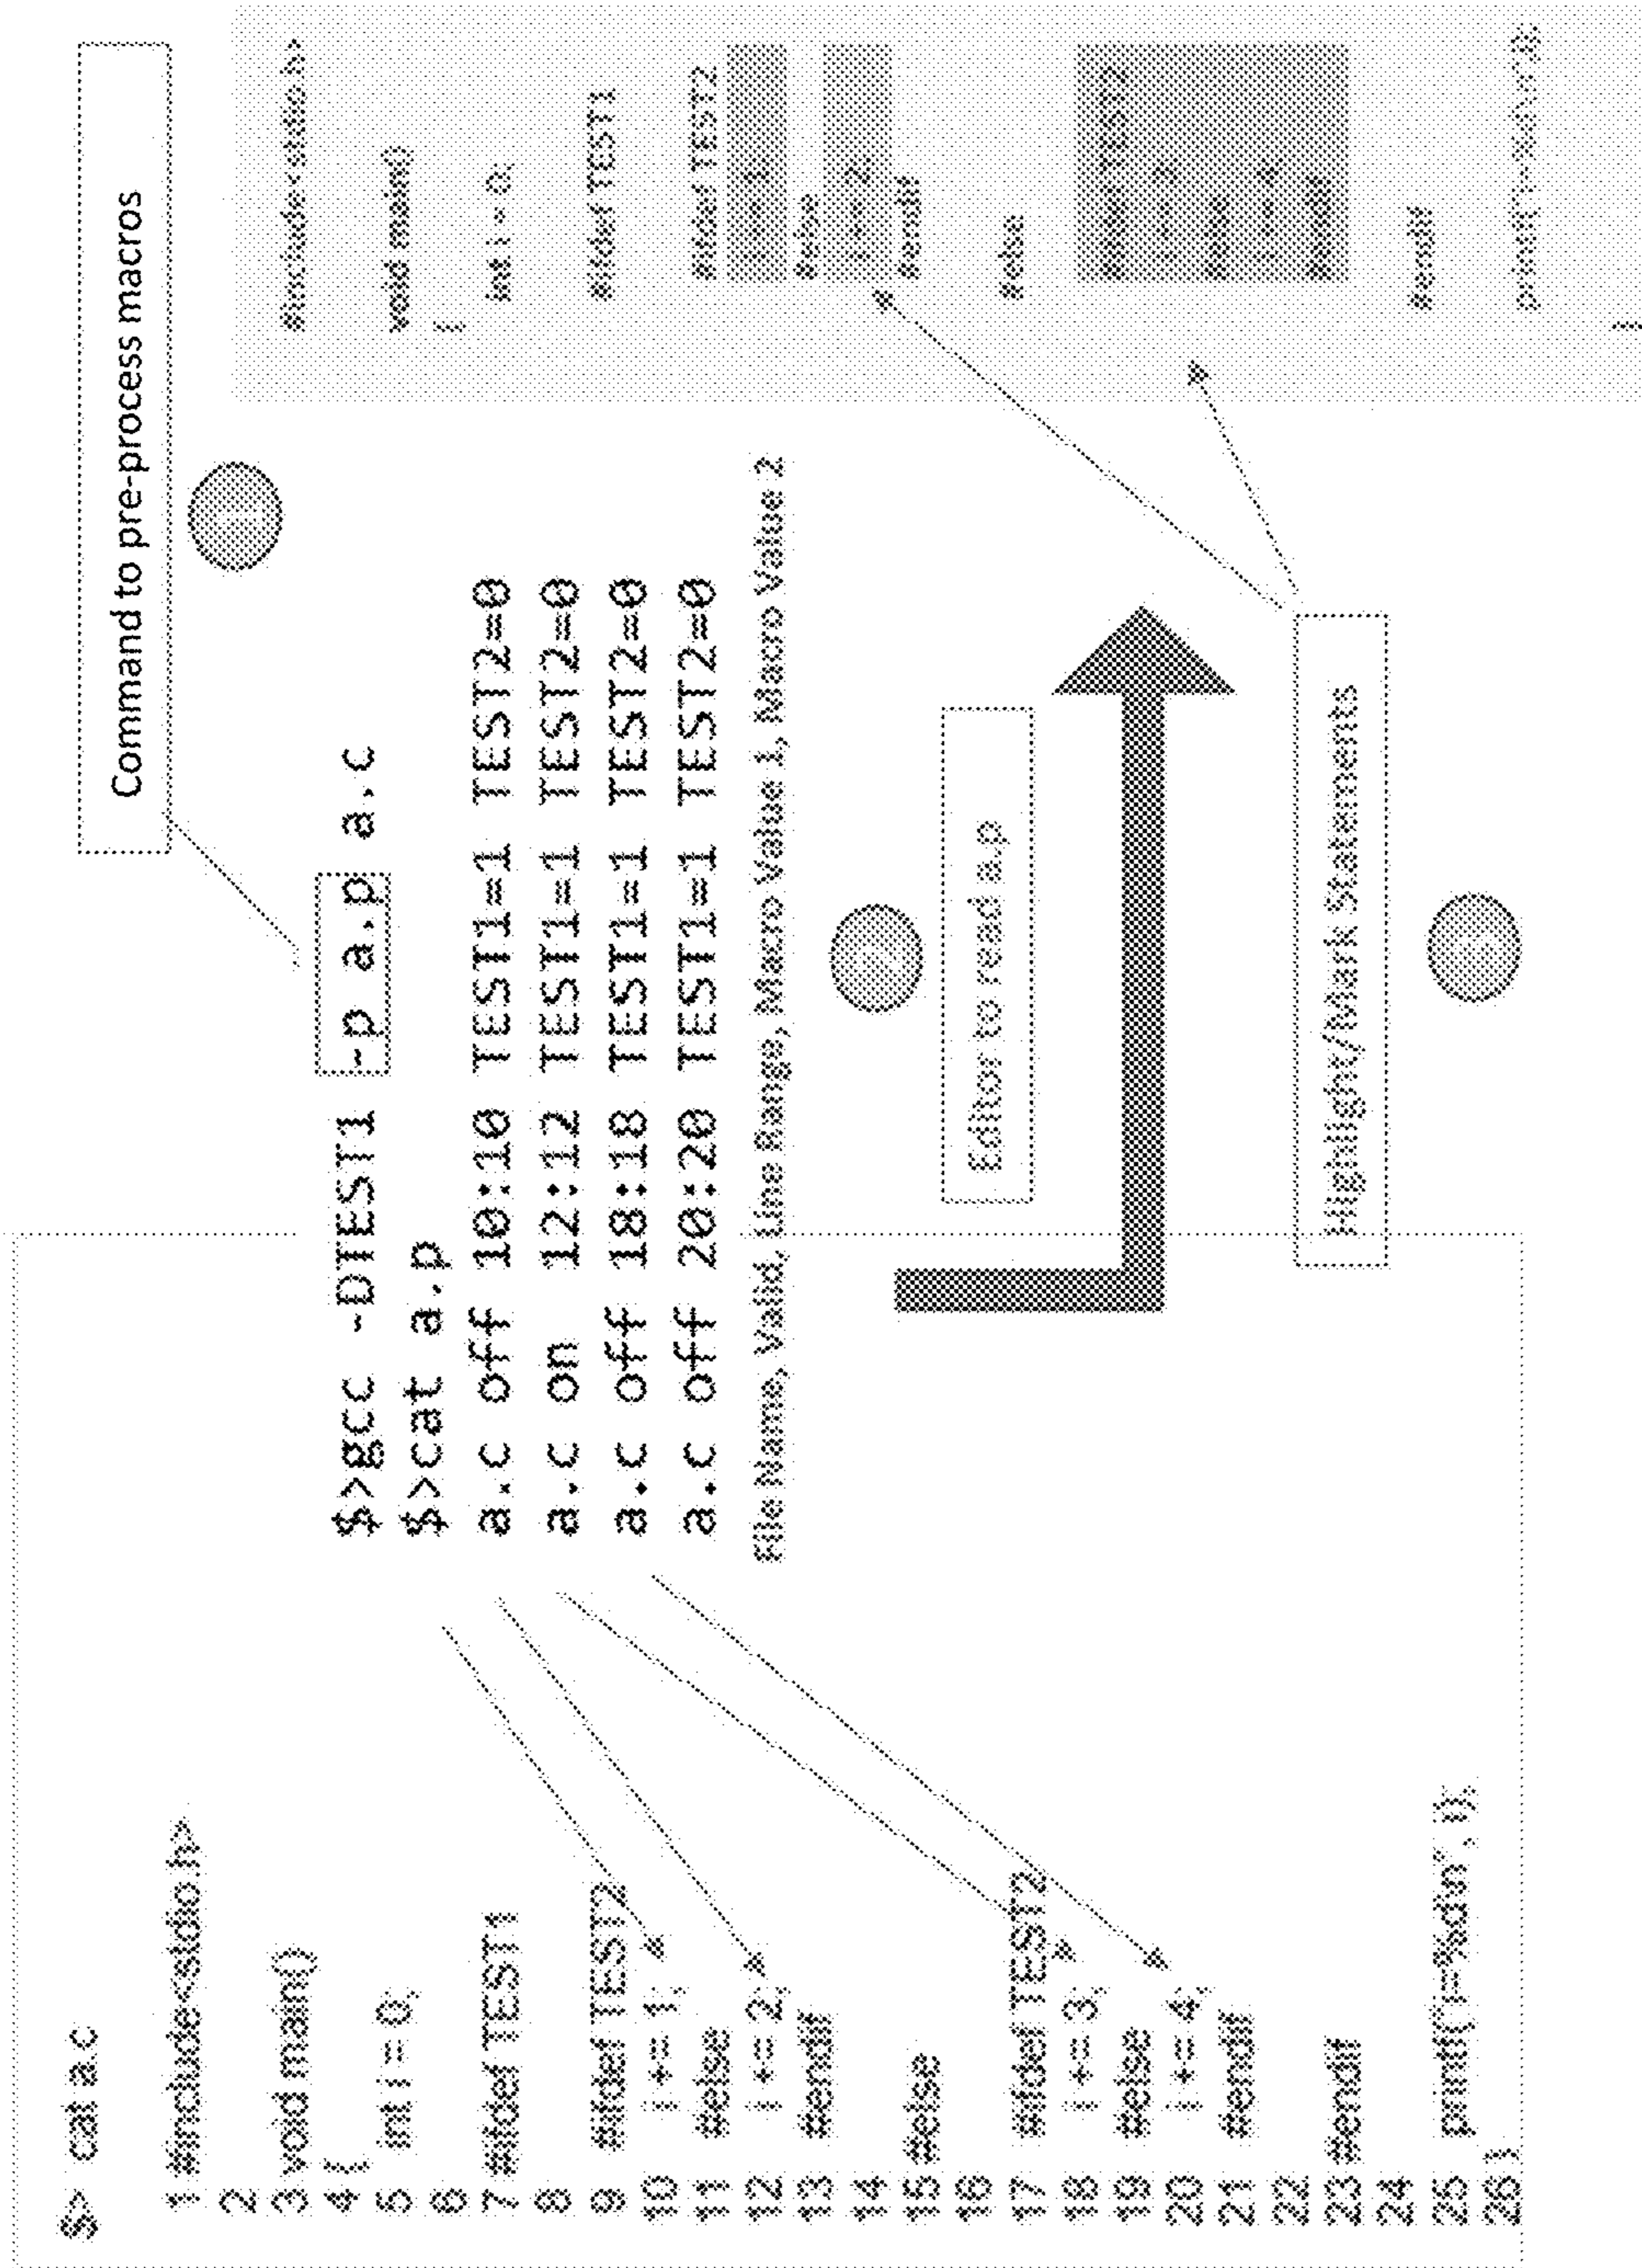 $> cat a.c
1 #include<stdio.h>
2
3 void main()
4 {
5 int i = 0;
6
7 #ifdef TEST1
8
9 #ifdef TEST2
10 i += 1;
11 #else
12 i += 2;
13 #endif
14
15 #else
16
17 #ifdef TEST2
18 i += 3;
19 #else
20 i += 4;
21 #endif
22
23 #endif
24
25 printf("i=%d\n", i);
26 }
Command to pre-process macros
$>gcc -DTEST1 -p a.p a.c
$>cat a.p
a.c off 10:10 TEST1=1 TEST2=0
a.c on 12:12 TEST1=1 TEST2=0
a.c off 18:18 TEST1=1 TEST2=0
a.c off 20:20 TEST1=1 TEST2=0
File Name, Valid, Line Range, Macro Value 1, Macro Value 2
Editor to read a.p
Highlight/Mark Statements
#include<stdio.h>
void main()
{
int i = 0;
#ifdef TEST1
#ifdef TEST2
#else
#endif
#else
TEST2
#endif
}